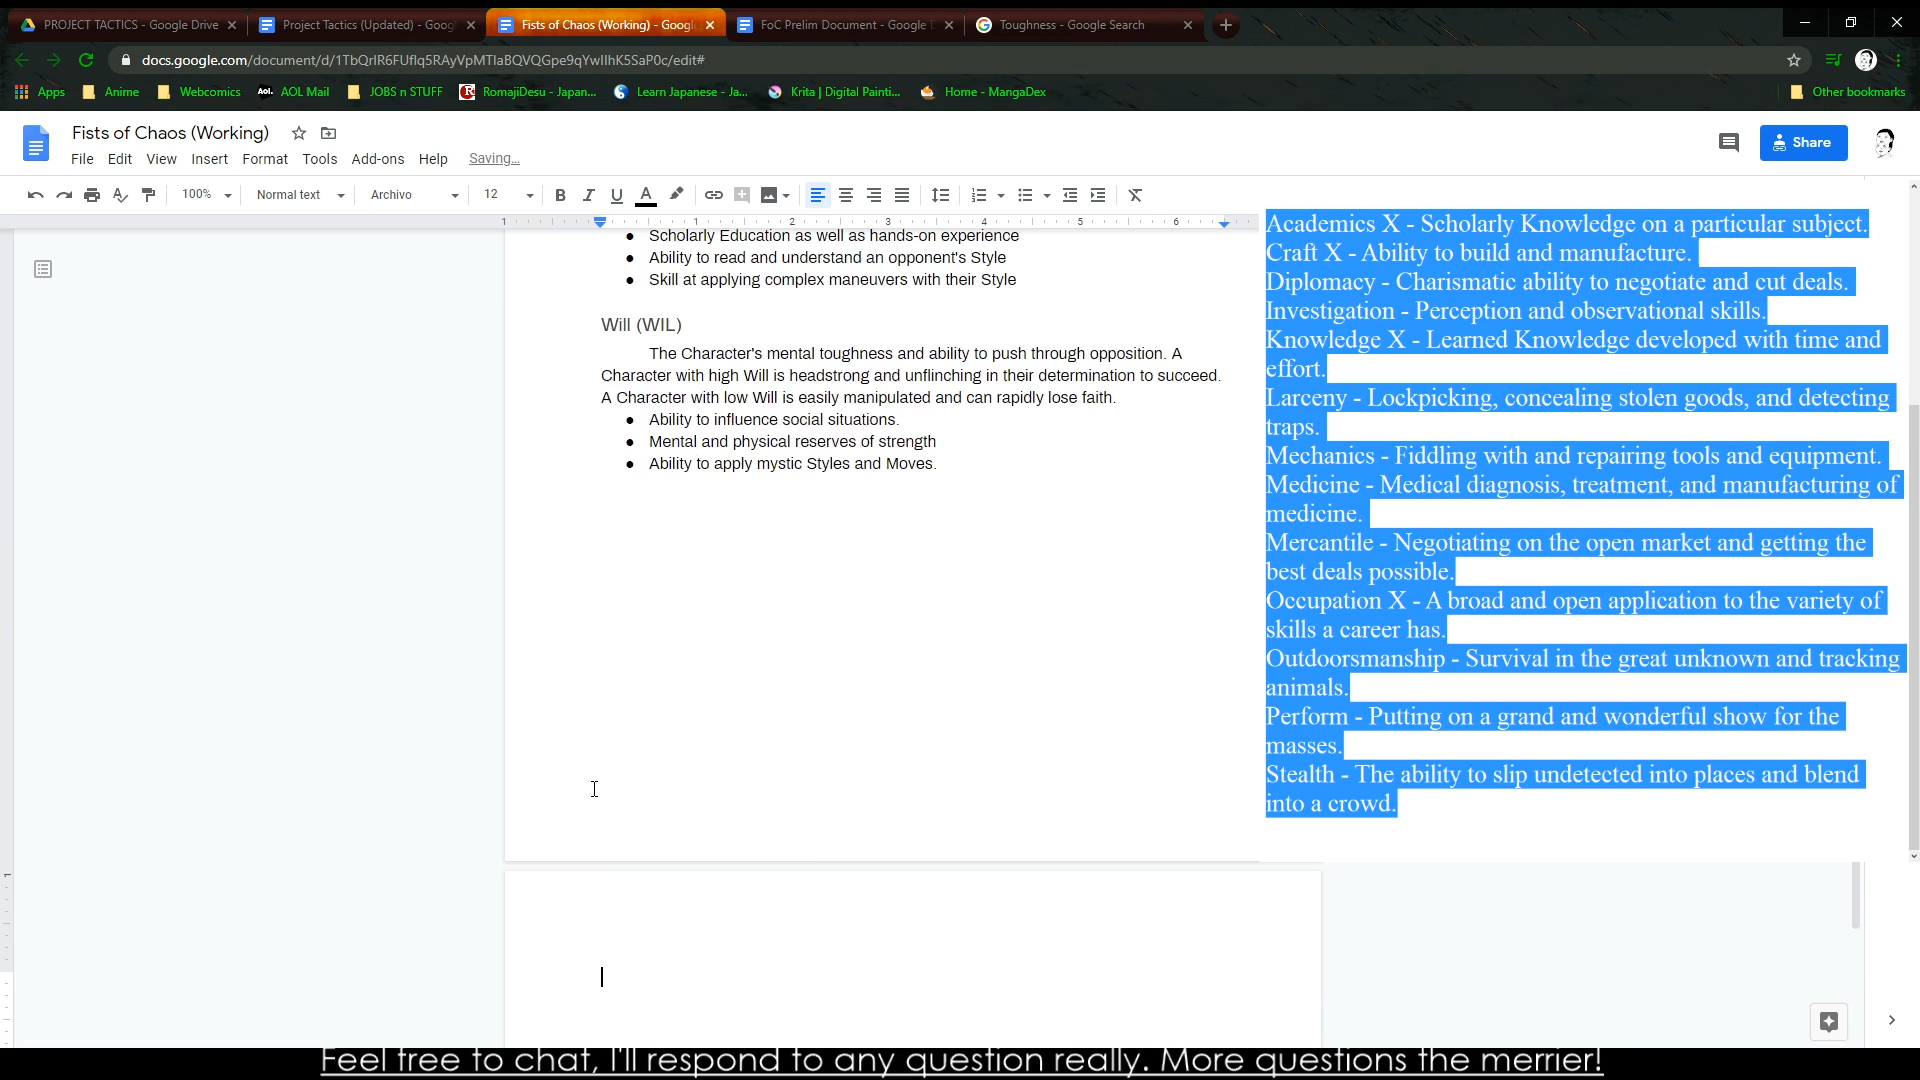 PROJECT TACTICS - Google Drive
Project Tactics (Updated) - Goog
Fists of Chaos (Working) - Googl
FoC Prelim Document - Google D
Toughness - Google Search
docs.google.com/document/d/1TbQrIR6FUflq5RAyVpMTIaBQVQGpe9qYwIIhK5SaP0c/edit#
Apps
Anime
Webcomics
Aol. AOL Mail
JOBS n STUFF
RomajiDesu - Japan...
Learn Japanese - Ja...
Krita | Digital Painti...
Home - MangaDex
Other bookmarks
Fists of Chaos (Working)
File Edit View Insert Format Tools Add-ons Help Saving...
Share
100% Normal text Archivo 12 B I U A
1 1 2 3 4 5 6
Scholarly Education as well as hands-on experience
Ability to read and understand an opponent's Style
Skill at applying complex maneuvers with their Style
Will (WIL)
The Character's mental toughness and ability to push through opposition. A
Character with high Will is headstrong and unflinching in their determination to succeed.
A Character with low Will is easily manipulated and can rapidly lose faith.
Ability to influence social situations.
Mental and physical reserves of strength
Ability to apply mystic Styles and Moves.
Academics X - Scholarly Knowledge on a particular subject.
Craft X - Ability to build and manufacture.
Diplomacy - Charismatic ability to negotiate and cut deals.
Investigation - Perception and observational skills.
Knowledge X - Learned Knowledge developed with time and
effort.
Larceny - Lockpicking, concealing stolen goods, and detecting
traps.
Mechanics - Fiddling with and repairing tools and equipment.
Medicine - Medical diagnosis, treatment, and manufacturing of
medicine.
Mercantile - Negotiating on the open market and getting the
best deals possible.
Occupation X - A broad and open application to the variety of
skills a career has.
Outdoorsmanship - Survival in the great unknown and tracking
animals.
Perform - Putting on a grand and wonderful show for the
masses.
Stealth - The ability to slip undetected into places and blend
into a crowd.
Feel free to chat, I'll respond to any question really. More questions the merrier!